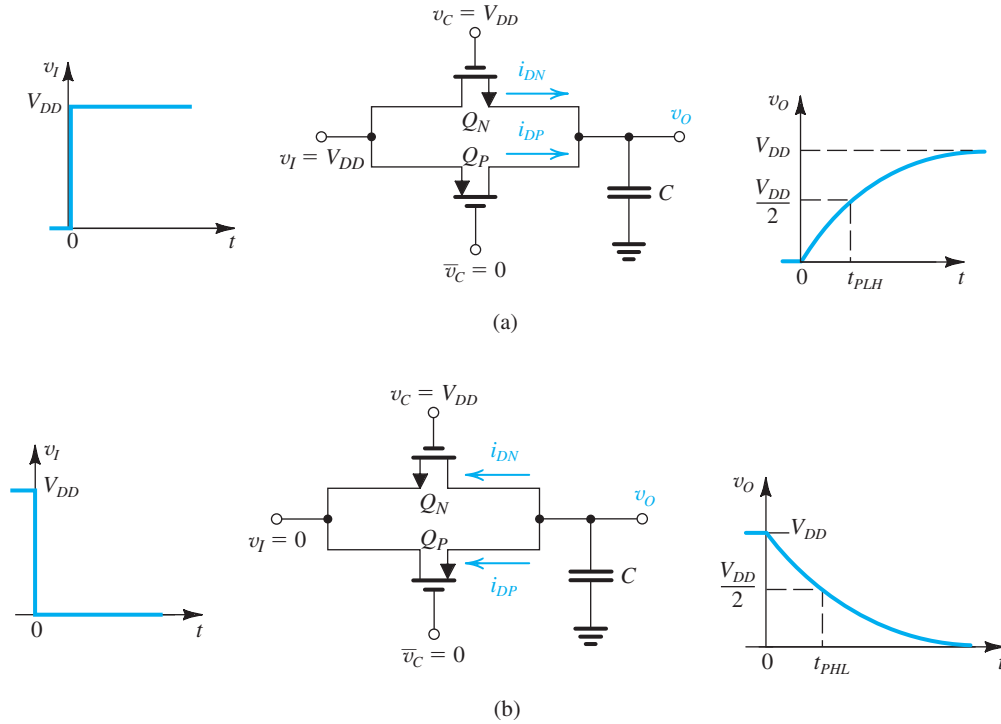 v_C = V_DD
v_I
V_DD
0
t
i_DN
Q_N
i_DP
Q_P
v_I = V_DD
v_O
C
v̅_C = 0
v_O
V_DD
V_DD/2
0
t_PLH
t
(a)
v_C = V_DD
v_I
V_DD
0
t
i_DN
Q_N
v_I = 0
Q_P
i_DP
v_O
C
v̅_C = 0
v_O
V_DD
V_DD/2
0
t_PHL
t
(b)